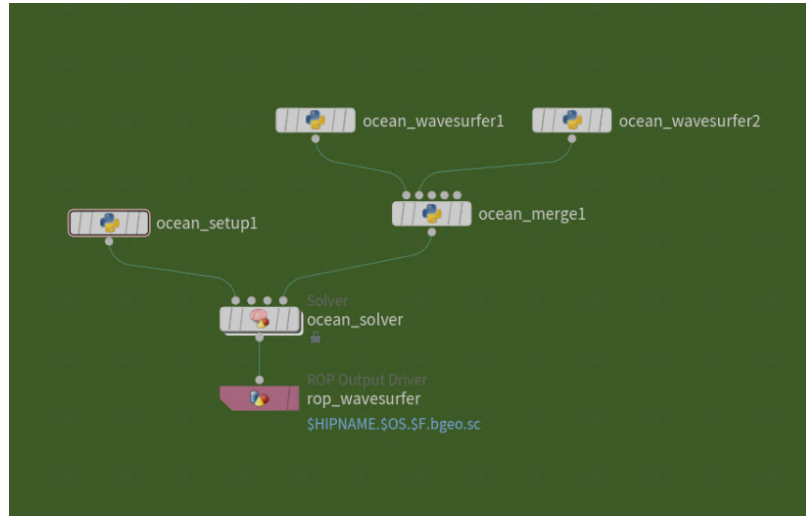 ocean_wavesurfer1
ocean_wavesurfer2
ocean_merge1
ocean_setup1
Solver
ocean_solver
ROP Output Driver
rop_wavesurfer
$HIPNAME.$OS.$F.bgeo.sc